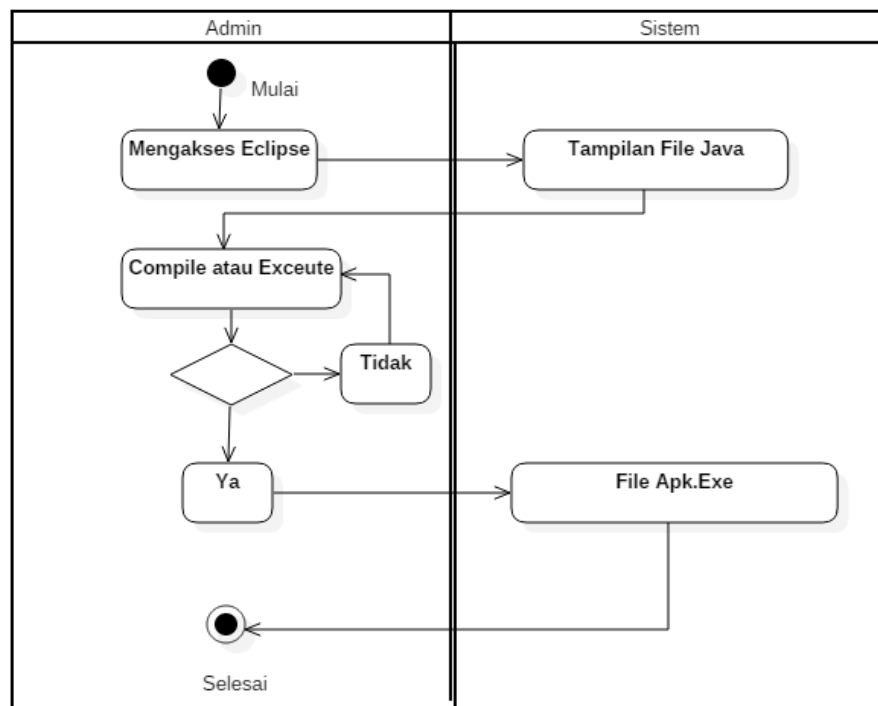 Admin
Sistem
Mulai
Mengakses Eclipse
Tampilan File Java
Compile atau Exceute
Tidak
Ya
File Apk.Exe
Selesai